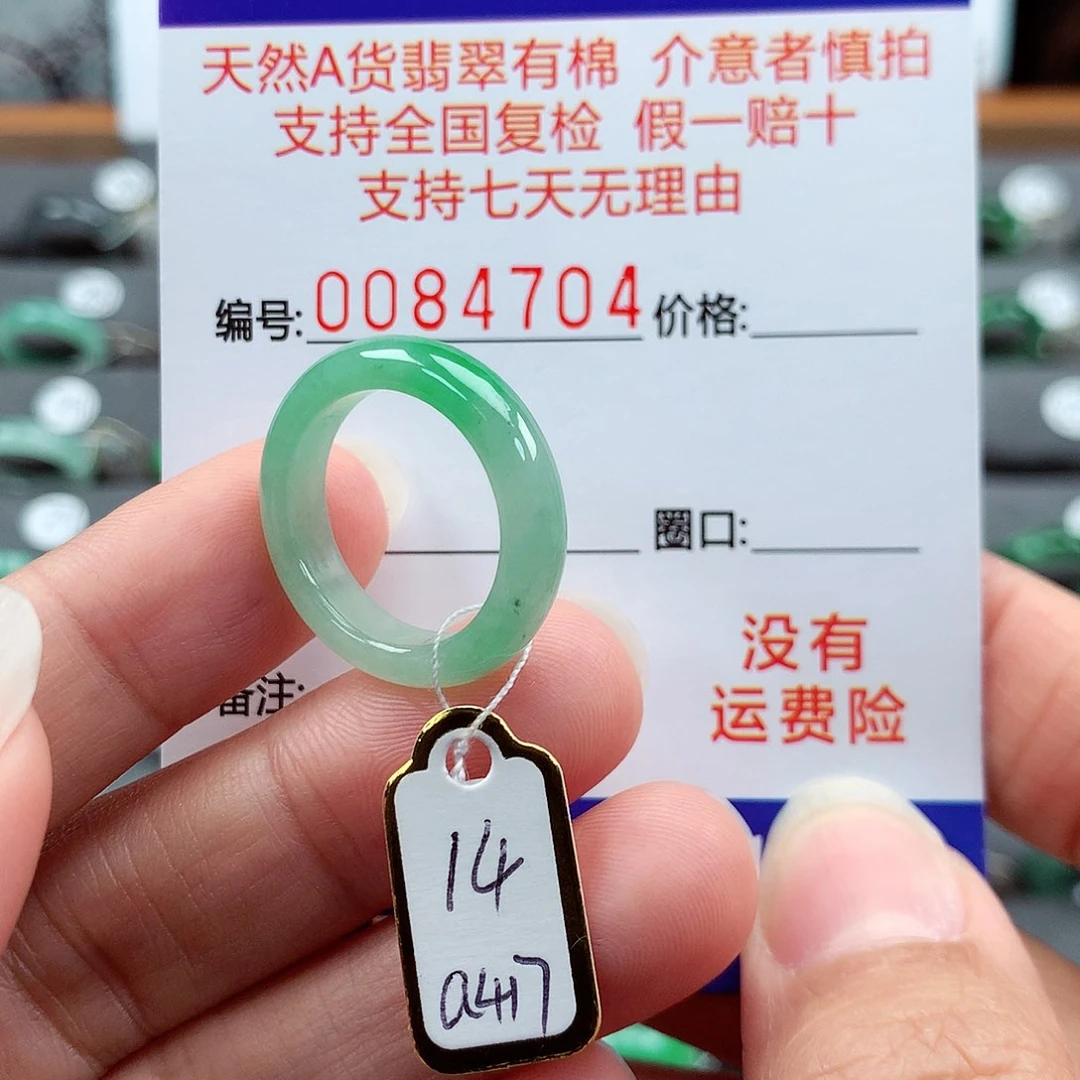 天然A货翡翠有棉 介意者慎拍
支持全国复检 假一赔十
支持七天无理由
编号: 0084704 价格:
圈口:
没有
运费险
备注:
14
a417